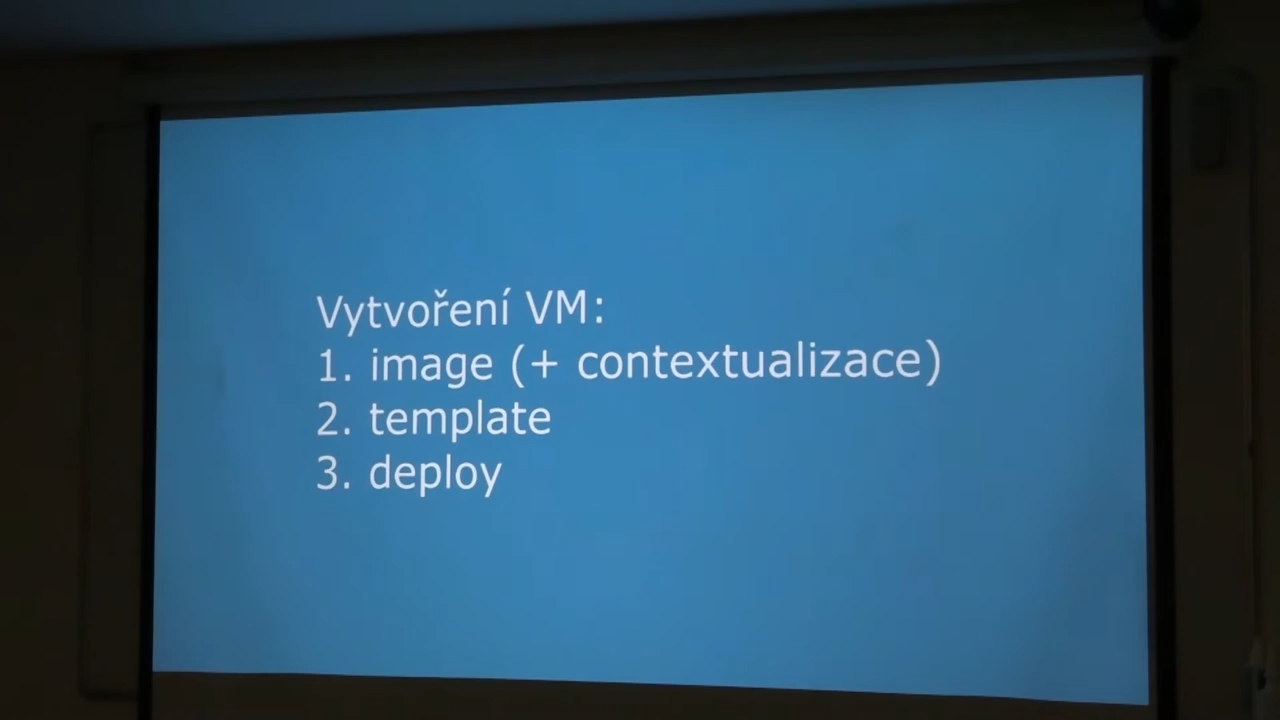 Vytvoření VM:
1. image (+ contextualizace)
2. template
3. deploy